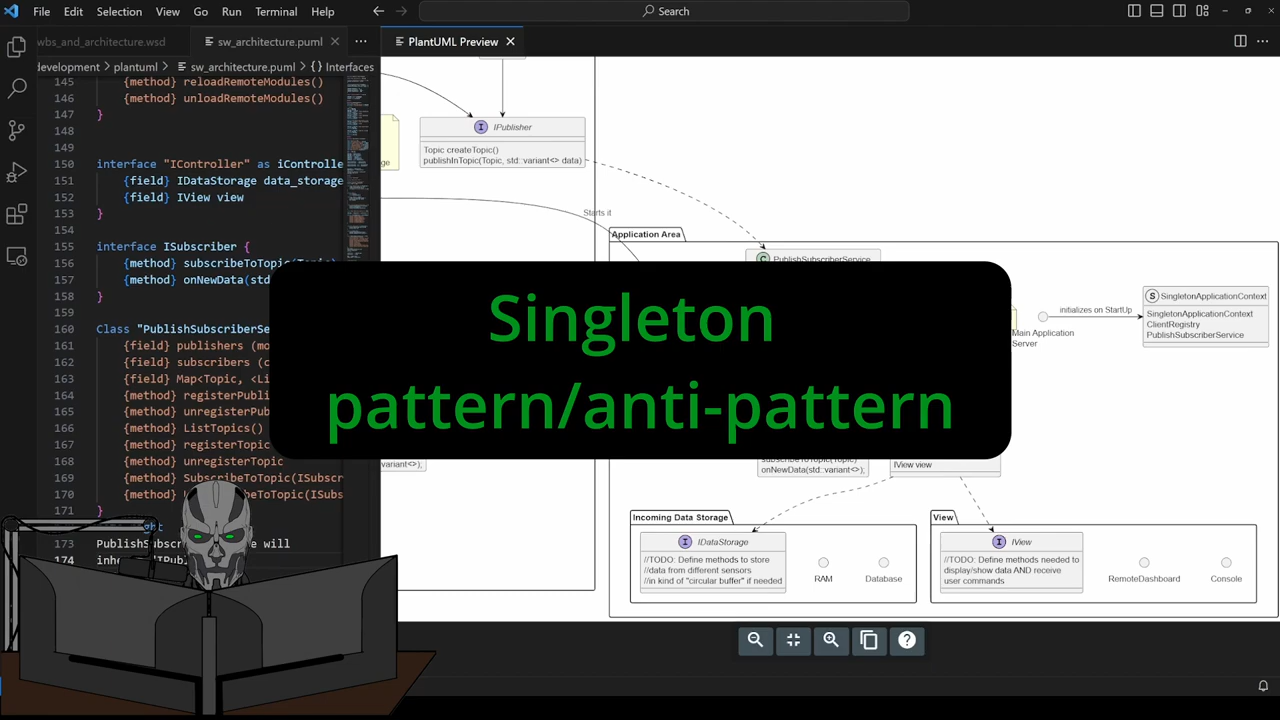 File Edit Selection View Go Run Terminal Help
Search
wbs_and_architecture.wsd
sw_architecture.puml
PlantUML Preview
development > plantuml > sw_architecture.puml > {} Interfaces
145 {method} reloadRemoteModules()
146 {method} unloadRemoteModules()
147 }
148
149
150 interface "IController" as iControlle
151 {field} IDataStorage data_storage
152 {field} IView view
153 }
154
155 interface ISubscriber {
156 {method} subscribeToTopic(Topic)
157 {method} onNewData(std
158 }
159
160 Class "PublishSubscriberSe
161 {field} publishers (mo
162 {field} subscribers (c
163 {field} Map<Topic, <Li
164 {method} registerPubli
165 {method} unregisterPub
166 {method} ListTopics()
167 {method} registerTopic
168 {method} unregisterTopic
169 {method} SubscribeToTopic(ISubscr
170
171 }
173 PublishSubscri will
174
IPublisher
Topic createTopic()
publishInTopic(Topic, std::variant<> data)
ge
Starts it
Application Area
PublishSubscriberService
Main Application
Server
initializes on StartUp
SingletonApplicationContext
SingletonApplicationContext
ClientRegistry
PublishSubscriberService
Singleton
pattern/anti-pattern
variant<>);
subscribeToTopic(Topic)
onNewData(std::variant<>);
IView view
Incoming Data Storage
IDataStorage
//TODO: Define methods to store
//data from different sensors
//in kind of "circular buffer" if needed
RAM
Database
View
IView
//TODO: Define methods needed to
display/show data AND receive
user commands
RemoteDashboard
Console